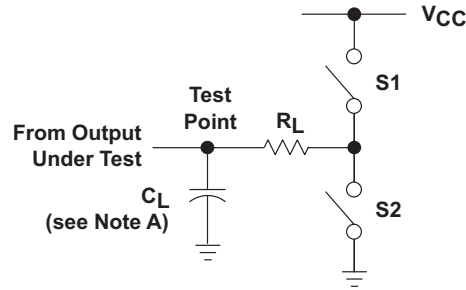 VCC
S1
Test
Point
RL
From Output
Under Test
CL
(see Note A)
S2